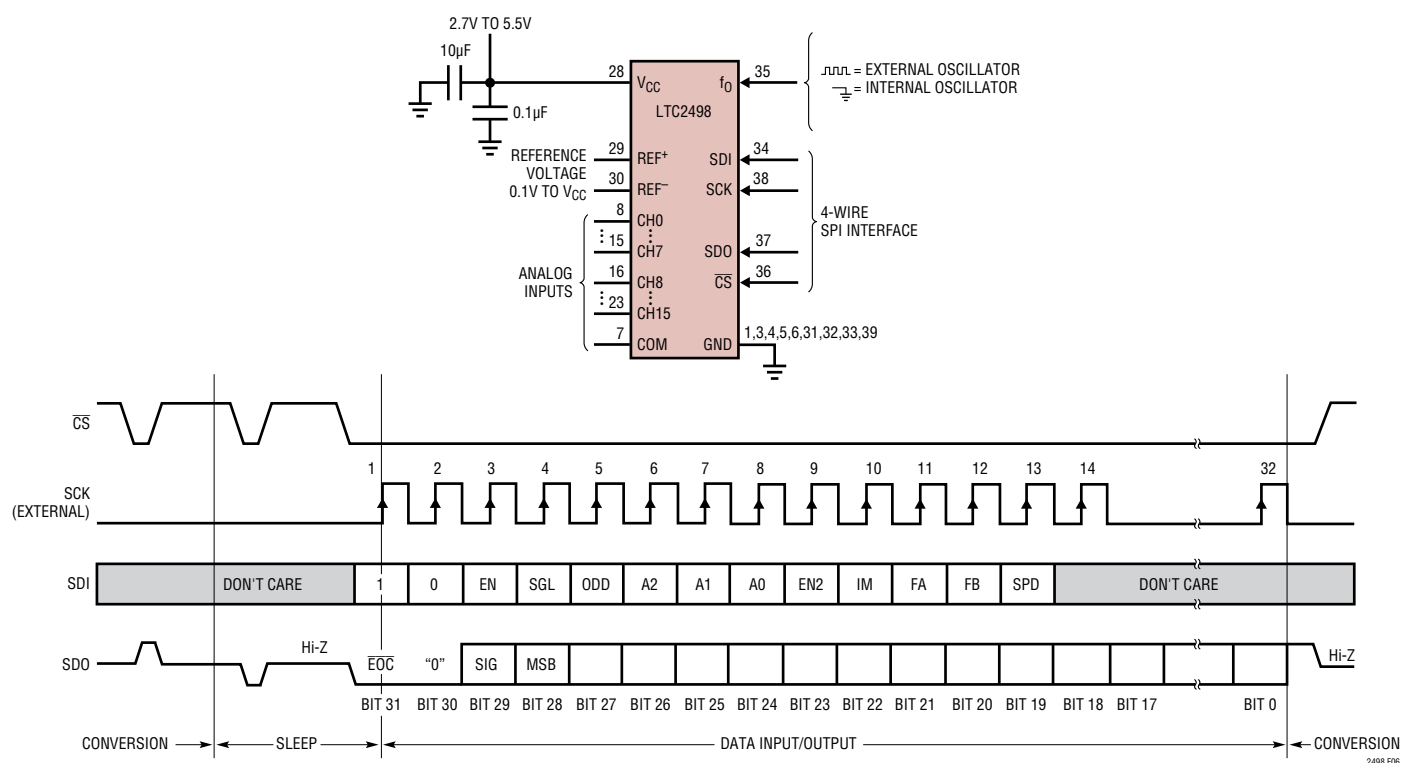 2.7V TO 5.5V
10µF
0.1µF
28
VCC
LTC2498
fO
35
= EXTERNAL OSCILLATOR
= INTERNAL OSCILLATOR
REFERENCE
VOLTAGE
0.1V TO VCC
29
REF+
30
REF–
SDI
34
SCK
38
4-WIRE
SPI INTERFACE
SDO
37
CS
36
ANALOG
INPUTS
8
CH0
15
CH7
16
CH8
23
CH15
7
COM
GND
1,3,4,5,6,31,32,33,39
CS
SCK
(EXTERNAL)
1 2 3 4 5 6 7 8 9 10 11 12 13 14 32
SDI
DON'T CARE 1 0 EN SGL ODD A2 A1 A0 EN2 IM FA FB SPD DON'T CARE
SDO
Hi-Z EOC “0” SIG MSB Hi-Z
BIT 31 BIT 30 BIT 29 BIT 28 BIT 27 BIT 26 BIT 25 BIT 24 BIT 23 BIT 22 BIT 21 BIT 20 BIT 19 BIT 18 BIT 17 BIT 0
CONVERSION SLEEP DATA INPUT/OUTPUT CONVERSION
2498 F06